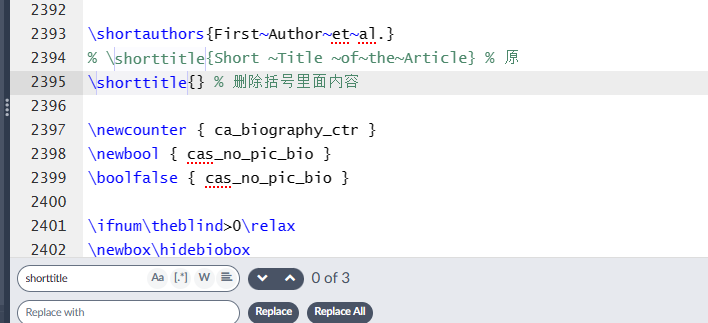 2392
2393 \shortauthors{First~Author~et~al.}
2394 % \shorttitle{Short ~Title ~of~the~Article} % 原
2395 \shorttitle{} % 删除括号里面内容
2396
2397 \newcounter { ca_biography_ctr }
2398 \newbool { cas_no_pic_bio }
2399 \boolfalse { cas_no_pic_bio }
2400
2401 \ifnum\theblind>0\relax
2402 \newbox\hidebiobox
shorttitle Aa [.*] W 0 of 3
Replace with Replace Replace All